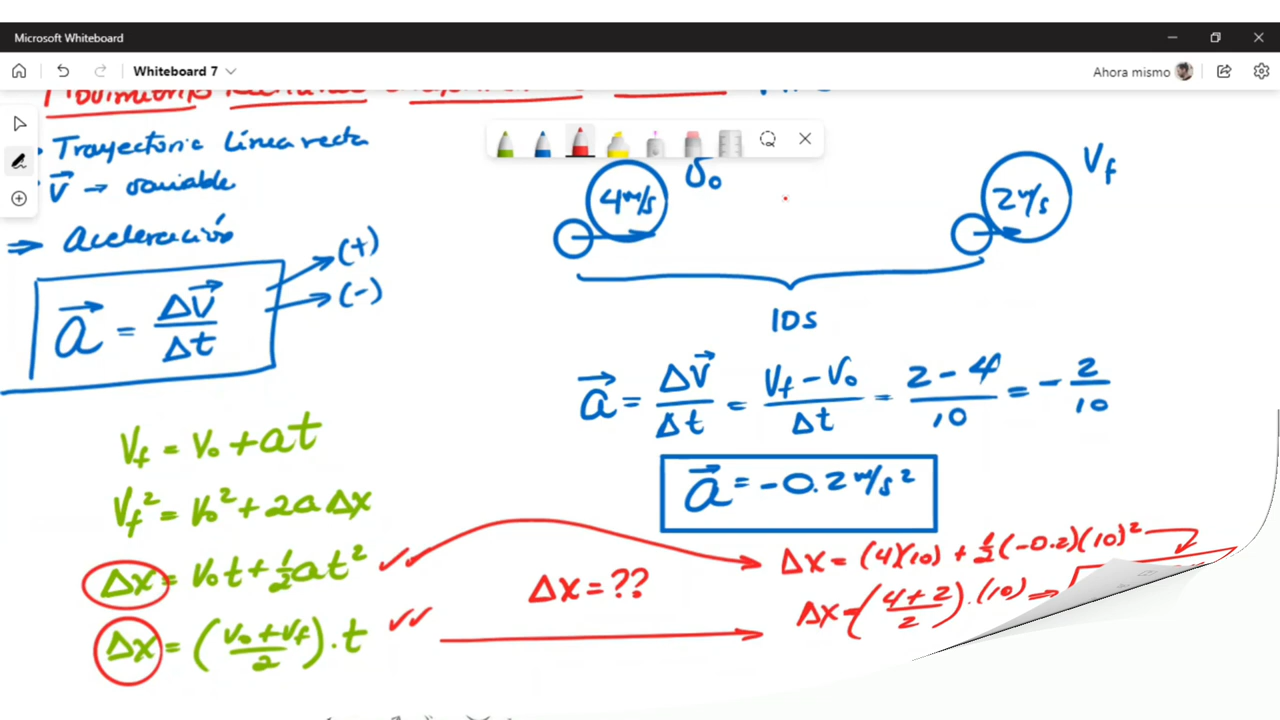 Microsoft Whiteboard
Whiteboard 7
Ahora mismo
Trayectoria Línea recta
V → variable
⇒ Aceleración
(+)
a = ΔV/Δt
(-)
4m/s
V₀
2m/s
Vf
10s
a = ΔV/Δt = Vf - V₀/Δt = 2 - 4/10 = - 2/10
a = -0.2 m/s²
Vf = V₀ + at
Vf² = V₀² + 2aΔx
Δx = V₀t + ½at²
Δx = (V₀+Vf/2).t
Δx = ??
Δx = (4)(10) + ½(-0.2)(10)²
Δx = (4+2/2).(10) ⇒